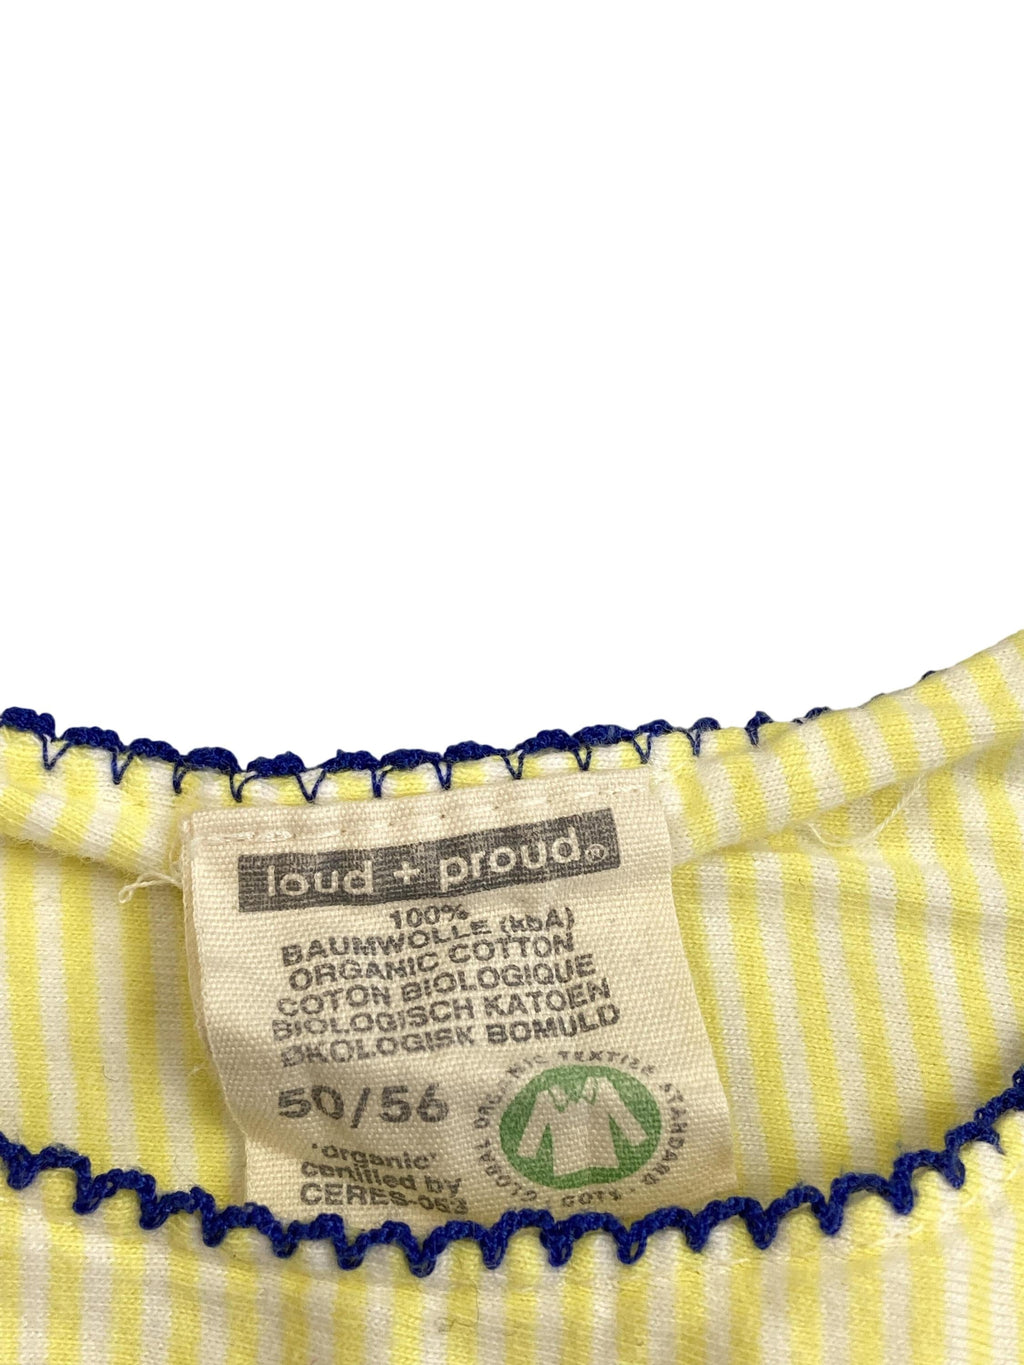 loud + proud®
100%
BAUMWOLLE (kbA)
ORGANIC COTTON
COTON BIOLOGIQUE
BIOLOGISCH KATOEN
ØKOLOGISK BOMULD
50/56
"organic"
certified by
CERES-053
GLOBAL ORGANIC TEXTILE STANDARD · GOTS ·